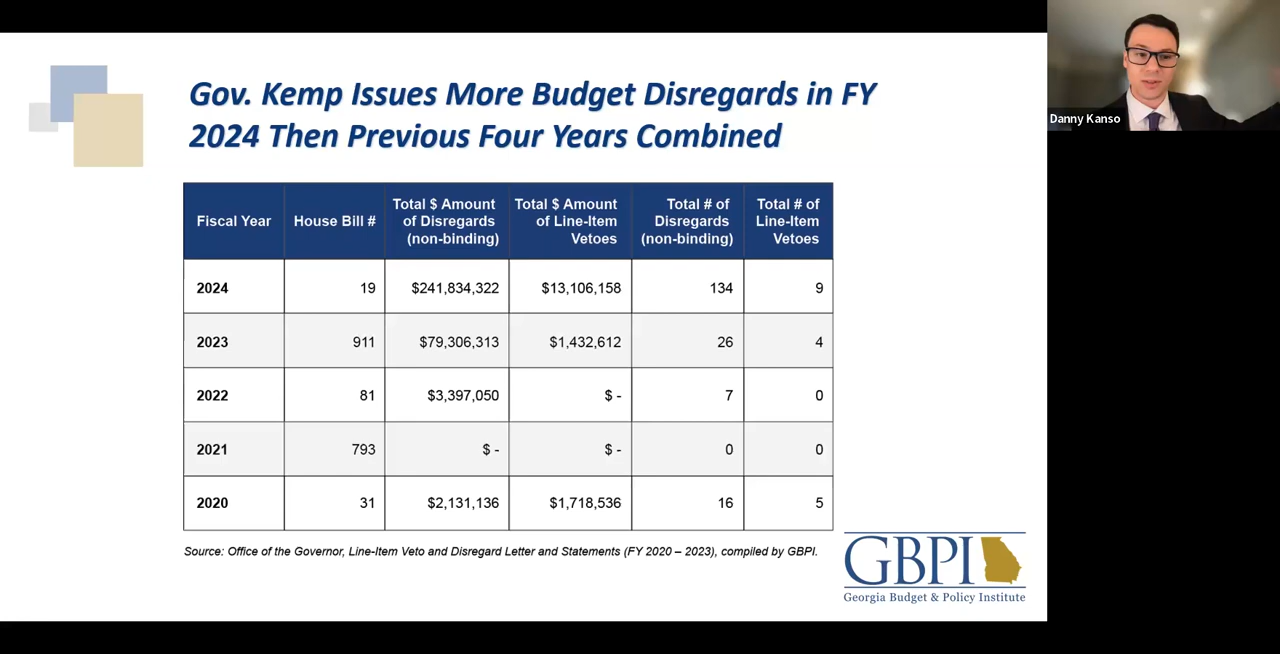 Gov. Kemp Issues More Budget Disregards in FY
2024 Then Previous Four Years Combined
Danny Kanso
Fiscal Year House Bill # Total $ Amount of Disregards (non-binding) Total $ Amount of Line-Item Vetoes Total # of Disregards (non-binding) Total # of Line-Item Vetoes
2024 19 $241,834,322 $13,106,158 134 9
2023 911 $79,306,313 $1,432,612 26 4
2022 81 $3,397,050 $ - 7 0
2021 793 $ - $ - 0 0
2020 31 $2,131,136 $1,718,536 16 5
Source: Office of the Governor, Line-Item Veto and Disregard Letter and Statements (FY 2020 – 2023), compiled by GBPI.
GBPI
Georgia Budget & Policy Institute